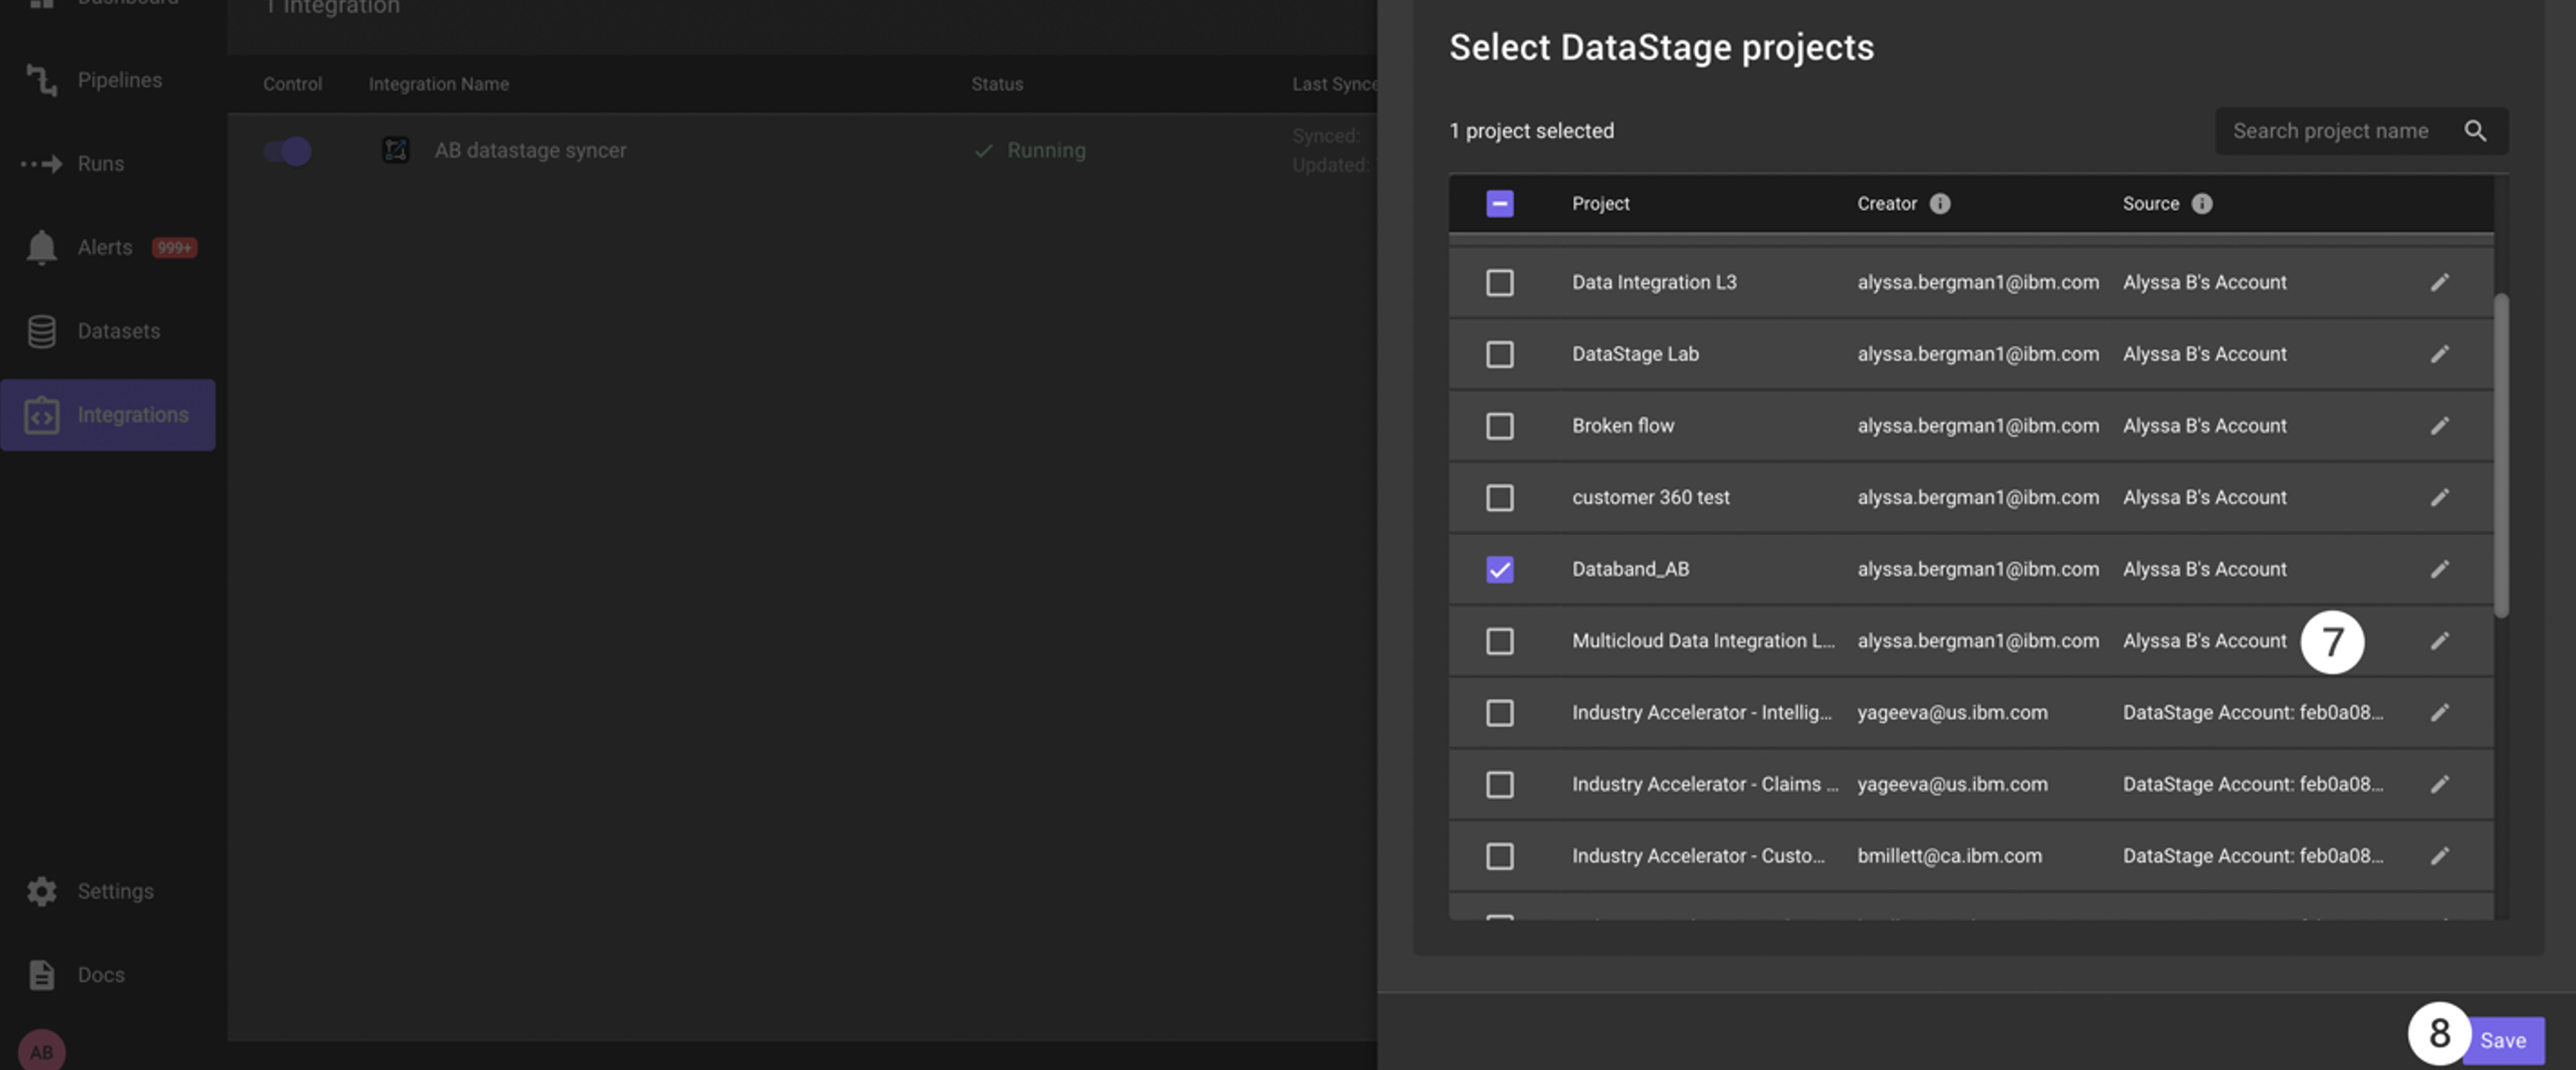 Dashboard
Pipelines
Runs
Alerts 999+
Datasets
Integrations
Settings
Docs
AB
1 Integration
Control Integration Name Status Last Synce
AB datastage syncer Running Synced:
Updated:
Select DataStage projects
1 project selected Search project name
Project Creator Source
Data Integration L3 alyssa.bergman1@ibm.com Alyssa B's Account
DataStage Lab alyssa.bergman1@ibm.com Alyssa B's Account
Broken flow alyssa.bergman1@ibm.com Alyssa B's Account
customer 360 test alyssa.bergman1@ibm.com Alyssa B's Account
Databand_AB alyssa.bergman1@ibm.com Alyssa B's Account
Multicloud Data Integration L... alyssa.bergman1@ibm.com Alyssa B's Account 7
Industry Accelerator - Intellig... yageeva@us.ibm.com DataStage Account: feb0a08...
Industry Accelerator - Claims ... yageeva@us.ibm.com DataStage Account: feb0a08...
Industry Accelerator - Custo... bmillett@ca.ibm.com DataStage Account: feb0a08...
8 Save